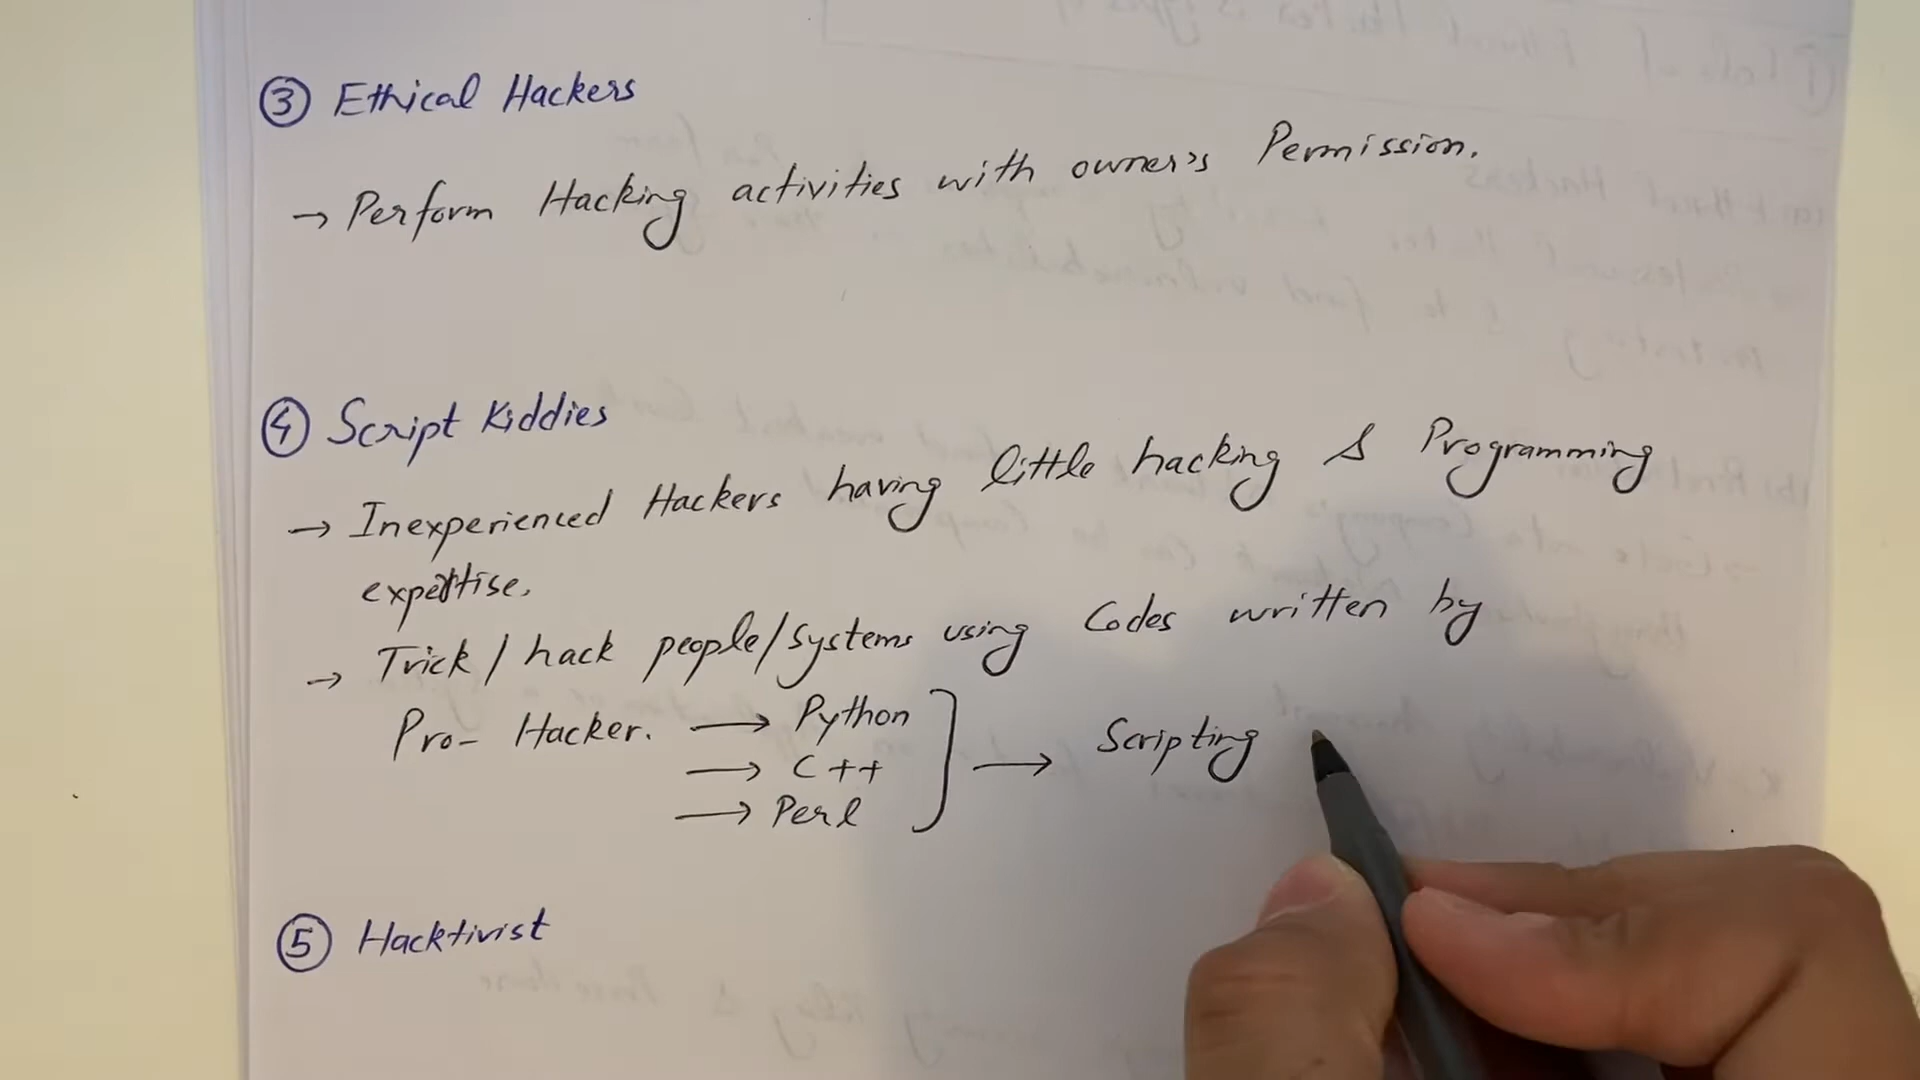 ③ Ethical Hackers
→ Perform Hacking activities with owner's Permission.
④ Script Kiddies
→ Inexperienced Hackers having little hacking & Programming
expertise.
→ Trick / hack people/systems using Codes written by
Pro- Hacker. → Python
→ C ++ → Scripting
→ Perl
⑤ Hacktivist